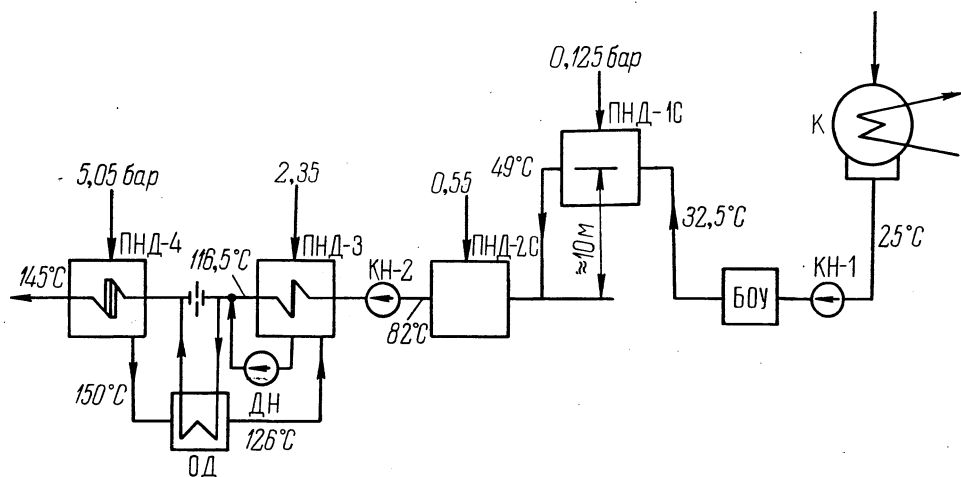 0,125 бар
ПНД-1С
К
5,05 бар
2,35
0,55
49°С
ПНД-4
ПНД-3
ПНД-2С
≈10м
32,5°С
25°С
145°С
116,5°С
КН-2
КН-1
82°С
БОУ
150°С
ДН
126°С
ОД